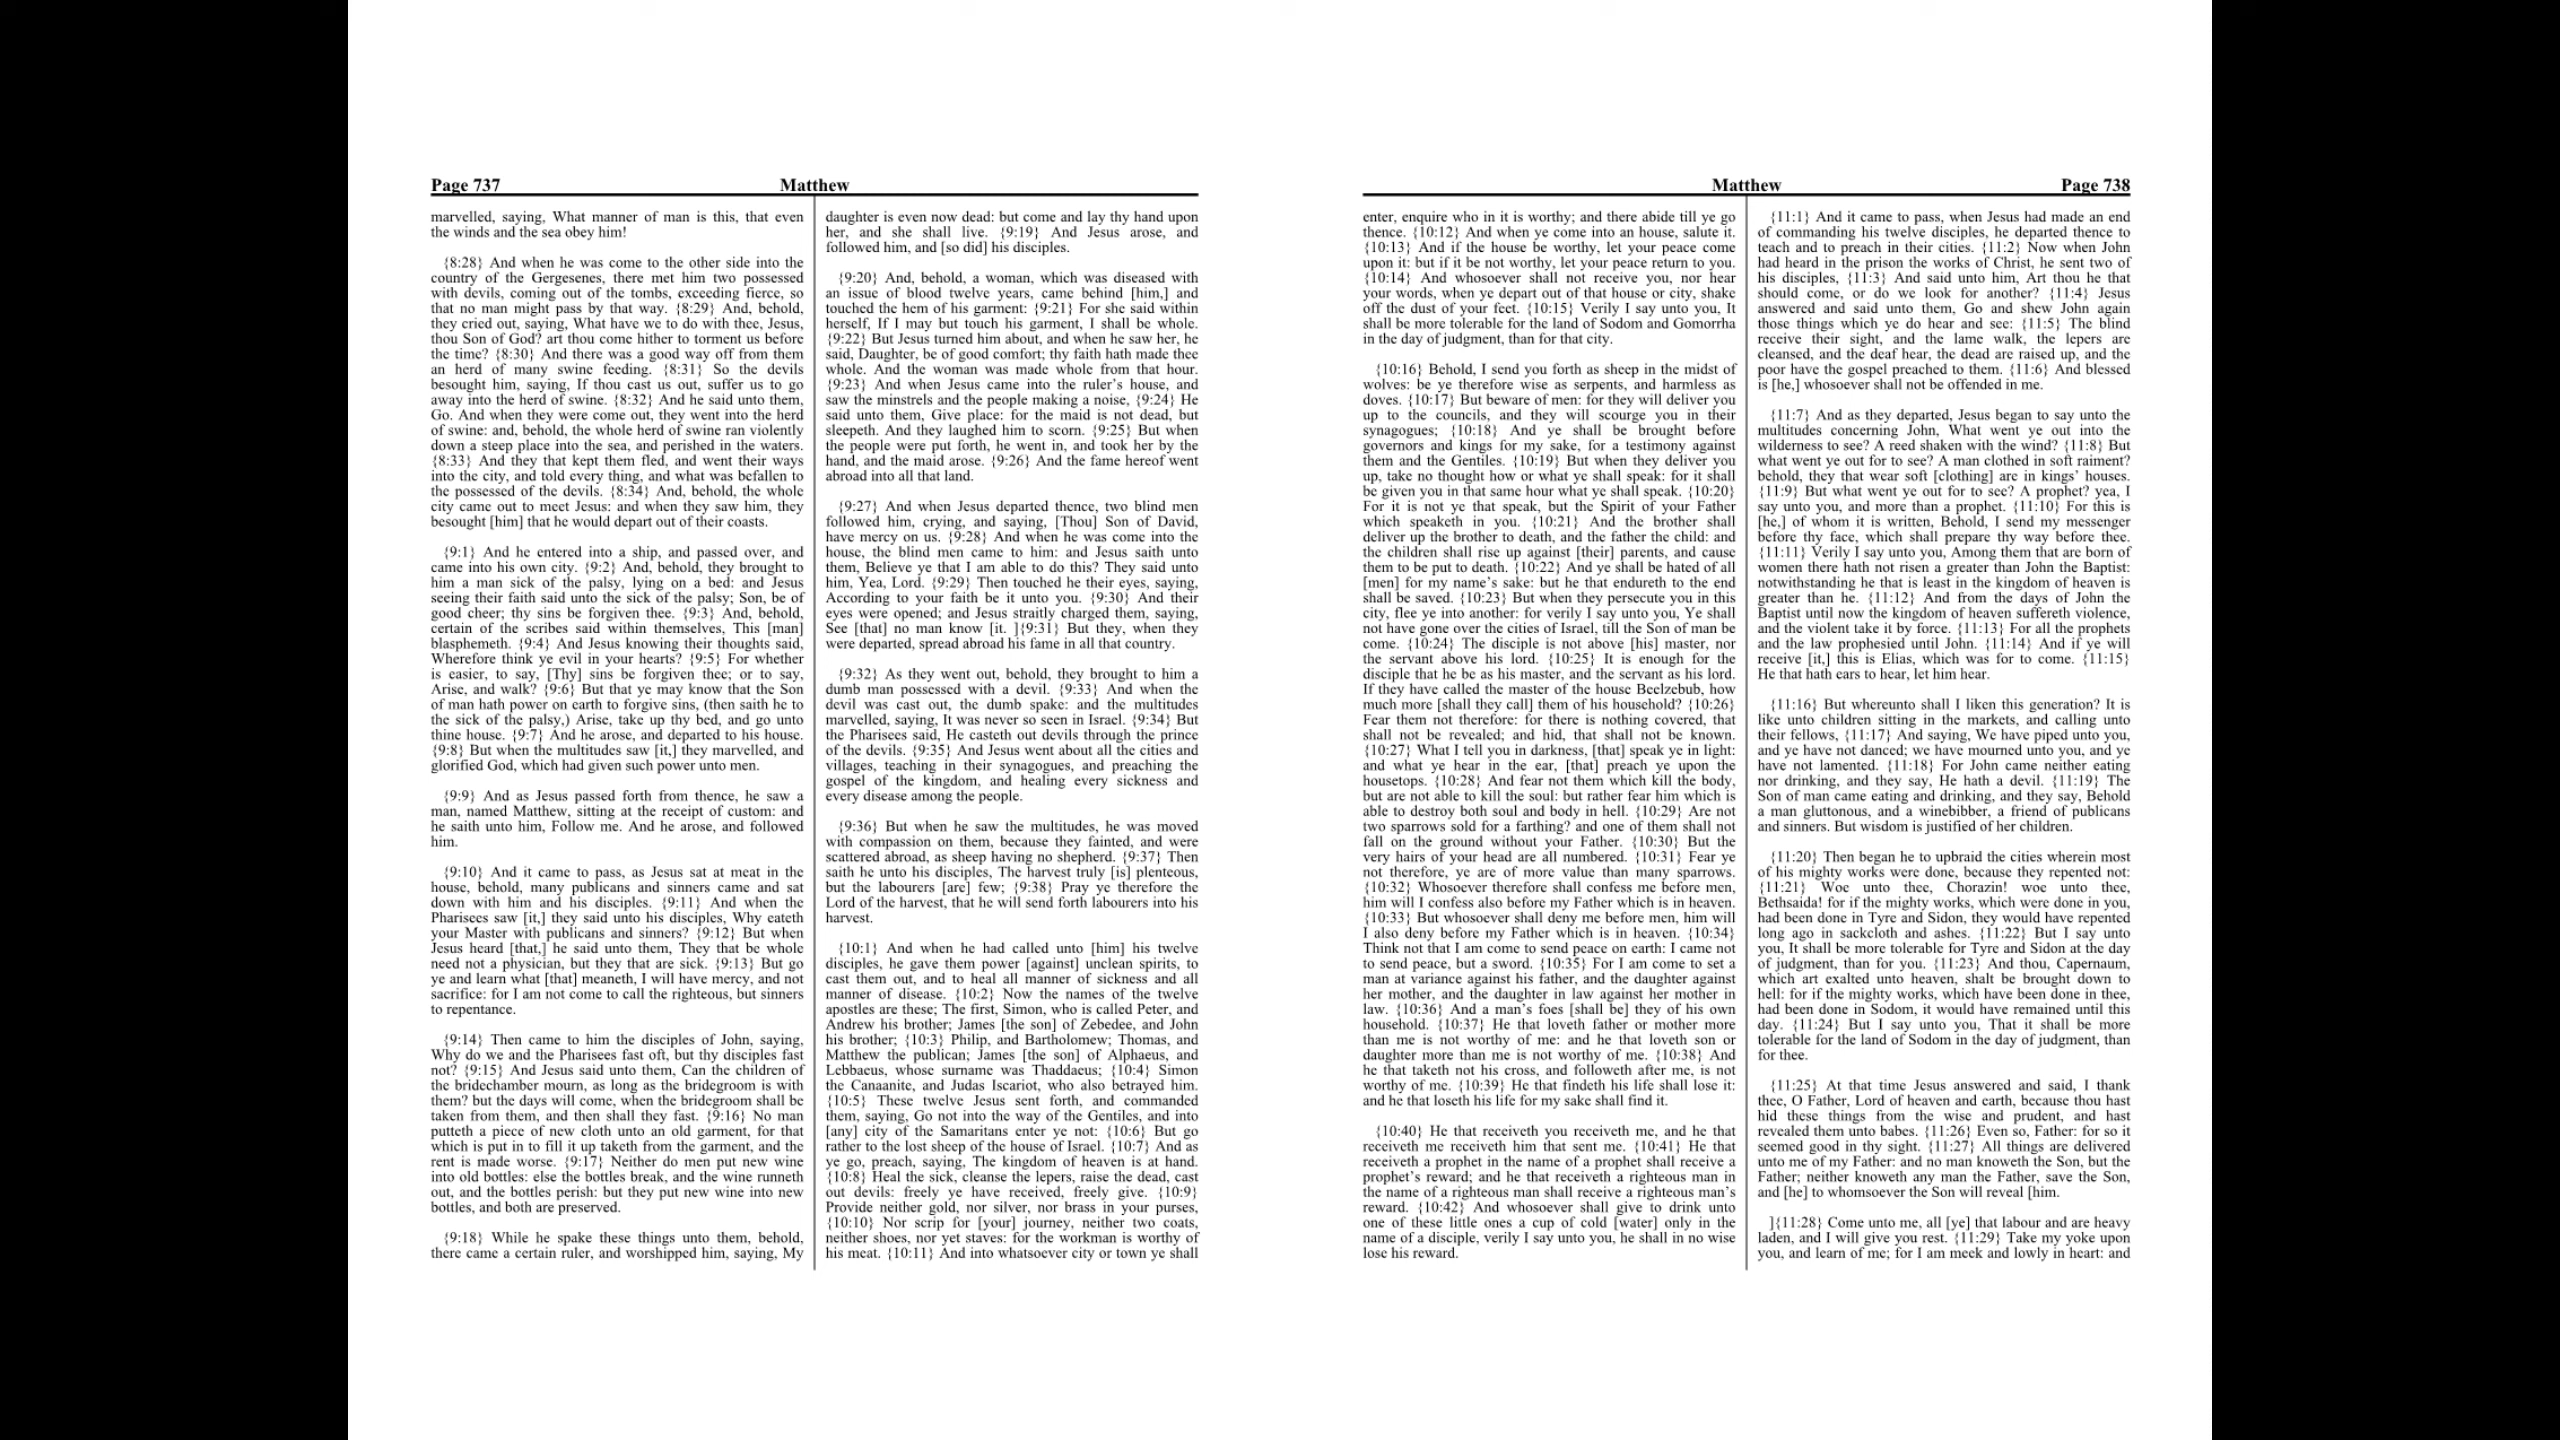 Page 737 Matthew
marvelled, saying, What manner of man is this, that even
the winds and the sea obey him!
{8:28} And when he was come to the other side into the
country of the Gergesenes, there met him two possessed
with devils, coming out of the tombs, exceeding fierce, so
that no man might pass by that way. {8:29} And, behold,
they cried out, saying, What have we to do with thee, Jesus,
thou Son of God? art thou come hither to torment us before
the time? {8:30} And there was a good way off from them
an herd of many swine feeding. {8:31} So the devils
besought him, saying, If thou cast us out, suffer us to go
away into the herd of swine. {8:32} And he said unto them,
Go. And when they were come out, they went into the herd
of swine: and, behold, the whole herd of swine ran violently
down a steep place into the sea, and perished in the waters.
{8:33} And they that kept them fled, and went their ways
into the city, and told every thing, and what was befallen to
the possessed of the devils. {8:34} And, behold, the whole
city came out to meet Jesus: and when they saw him, they
besought [him] that he would depart out of their coasts.
{9:1} And he entered into a ship, and passed over, and
came into his own city. {9:2} And, behold, they brought to
him a man sick of the palsy, lying on a bed: and Jesus
seeing their faith said unto the sick of the palsy; Son, be of
good cheer; thy sins be forgiven thee. {9:3} And, behold,
certain of the scribes said within themselves, This [man]
blasphemeth. {9:4} And Jesus knowing their thoughts said,
Wherefore think ye evil in your hearts? {9:5} For whether
is easier, to say, [Thy] sins be forgiven thee; or to say,
Arise, and walk? {9:6} But that ye may know that the Son
of man hath power on earth to forgive sins, (then saith he to
the sick of the palsy,) Arise, take up thy bed, and go unto
thine house. {9:7} And he arose, and departed to his house.
{9:8} But when the multitudes saw [it,] they marvelled, and
glorified God, which had given such power unto men.
{9:9} And as Jesus passed forth from thence, he saw a
man, named Matthew, sitting at the receipt of custom: and
he saith unto him, Follow me. And he arose, and followed
him.
{9:10} And it came to pass, as Jesus sat at meat in the
house, behold, many publicans and sinners came and sat
down with him and his disciples. {9:11} And when the
Pharisees saw [it,] they said unto his disciples, Why eateth
your Master with publicans and sinners? {9:12} But when
Jesus heard [that,] he said unto them, They that be whole
need not a physician, but they that are sick. {9:13} But go
ye and learn what [that] meaneth, I will have mercy, and not
sacrifice: for I am not come to call the righteous, but sinners
to repentance.
{9:14} Then came to him the disciples of John, saying,
Why do we and the Pharisees fast oft, but thy disciples fast
not? {9:15} And Jesus said unto them, Can the children of
the bridechamber mourn, as long as the bridegroom is with
them? but the days will come, when the bridegroom shall be
taken from them, and then shall they fast. {9:16} No man
putteth a piece of new cloth unto an old garment, for that
which is put in to fill it up taketh from the garment, and the
rent is made worse. {9:17} Neither do men put new wine
into old bottles: else the bottles break, and the wine runneth
out, and the bottles perish: but they put new wine into new
bottles, and both are preserved.
{9:18} While he spake these things unto them, behold,
there came a certain ruler, and worshipped him, saying, My
daughter is even now dead: but come and lay thy hand upon
her, and she shall live. {9:19} And Jesus arose, and
followed him, and [so did] his disciples.
{9:20} And, behold, a woman, which was diseased with
an issue of blood twelve years, came behind [him,] and
touched the hem of his garment: {9:21} For she said within
herself, If I may but touch his garment, I shall be whole.
{9:22} But Jesus turned him about, and when he saw her, he
said, Daughter, be of good comfort; thy faith hath made thee
whole. And the woman was made whole from that hour.
{9:23} And when Jesus came into the ruler's house, and
saw the minstrels and the people making a noise, {9:24} He
said unto them, Give place: for the maid is not dead, but
sleepeth. And they laughed him to scorn. {9:25} But when
the people were put forth, he went in, and took her by the
hand, and the maid arose. {9:26} And the fame hereof went
abroad into all that land.
{9:27} And when Jesus departed thence, two blind men
followed him, crying, and saying, [Thou] Son of David,
have mercy on us. {9:28} And when he was come into the
house, the blind men came to him: and Jesus saith unto
them, Believe ye that I am able to do this? They said unto
him, Yea, Lord. {9:29} Then touched he their eyes, saying,
According to your faith be it unto you. {9:30} And their
eyes were opened; and Jesus straitly charged them, saying,
See [that] no man know [it. ]{9:31} But they, when they
were departed, spread abroad his fame in all that country.
{9:32} As they went out, behold, they brought to him a
dumb man possessed with a devil. {9:33} And when the
devil was cast out, the dumb spake: and the multitudes
marvelled, saying, It was never so seen in Israel. {9:34} But
the Pharisees said, He casteth out devils through the prince
of the devils. {9:35} And Jesus went about all the cities and
villages, teaching in their synagogues, and preaching the
gospel of the kingdom, and healing every sickness and
every disease among the people.
{9:36} But when he saw the multitudes, he was moved
with compassion on them, because they fainted, and were
scattered abroad, as sheep having no shepherd. {9:37} Then
saith he unto his disciples, The harvest truly [is] plenteous,
but the labourers [are] few; {9:38} Pray ye therefore the
Lord of the harvest, that he will send forth labourers into his
harvest.
{10:1} And when he had called unto [him] his twelve
disciples, he gave them power [against] unclean spirits, to
cast them out, and to heal all manner of sickness and all
manner of disease. {10:2} Now the names of the twelve
apostles are these; The first, Simon, who is called Peter, and
Andrew his brother; James [the son] of Zebedee, and John
his brother; {10:3} Philip, and Bartholomew; Thomas, and
Matthew the publican; James [the son] of Alphaeus, and
Lebbaeus, whose surname was Thaddaeus; {10:4} Simon
the Canaanite, and Judas Iscariot, who also betrayed him.
{10:5} These twelve Jesus sent forth, and commanded
them, saying, Go not into the way of the Gentiles, and into
[any] city of the Samaritans enter ye not: {10:6} But go
rather to the lost sheep of the house of Israel. {10:7} And as
ye go, preach, saying, The kingdom of heaven is at hand.
{10:8} Heal the sick, cleanse the lepers, raise the dead, cast
out devils: freely ye have received, freely give. {10:9}
Provide neither gold, nor silver, nor brass in your purses,
{10:10} Nor scrip for [your] journey, neither two coats,
neither shoes, nor yet staves: for the workman is worthy of
his meat. {10:11} And into whatsoever city or town ye shall
Matthew Page 738
enter, enquire who in it is worthy; and there abide till ye go
thence. {10:12} And when ye come into an house, salute it.
{10:13} And if the house be worthy, let your peace come
upon it: but if it be not worthy, let your peace return to you.
{10:14} And whosoever shall not receive you, nor hear
your words, when ye depart out of that house or city, shake
off the dust of your feet. {10:15} Verily I say unto you, It
shall be more tolerable for the land of Sodom and Gomorrha
in the day of judgment, than for that city.
{10:16} Behold, I send you forth as sheep in the midst of
wolves: be ye therefore wise as serpents, and harmless as
doves. {10:17} But beware of men: for they will deliver you
up to the councils, and they will scourge you in their
synagogues; {10:18} And ye shall be brought before
governors and kings for my sake, for a testimony against
them and the Gentiles. {10:19} But when they deliver you
up, take no thought how or what ye shall speak: for it shall
be given you in that same hour what ye shall speak. {10:20}
For it is not ye that speak, but the Spirit of your Father
which speaketh in you. {10:21} And the brother shall
deliver up the brother to death, and the father the child: and
the children shall rise up against [their] parents, and cause
them to be put to death. {10:22} And ye shall be hated of all
[men] for my name's sake: but he that endureth to the end
shall be saved. {10:23} But when they persecute you in this
city, flee ye into another: for verily I say unto you, Ye shall
not have gone over the cities of Israel, till the Son of man be
come. {10:24} The disciple is not above [his] master, nor
the servant above his lord. {10:25} It is enough for the
disciple that he be as his master, and the servant as his lord.
If they have called the master of the house Beelzebub, how
much more [shall they call] them of his household? {10:26}
Fear them not therefore: for there is nothing covered, that
shall not be revealed; and hid, that shall not be known.
{10:27} What I tell you in darkness, [that] speak ye in light:
and what ye hear in the ear, [that] preach ye upon the
housetops. {10:28} And fear not them which kill the body,
but are not able to kill the soul: but rather fear him which is
able to destroy both soul and body in hell. {10:29} Are not
two sparrows sold for a farthing? and one of them shall not
fall on the ground without your Father. {10:30} But the
very hairs of your head are all numbered. {10:31} Fear ye
not therefore, ye are of more value than many sparrows.
{10:32} Whosoever therefore shall confess me before men,
him will I confess also before my Father which is in heaven.
{10:33} But whosoever shall deny me before men, him will
I also deny before my Father which is in heaven. {10:34}
Think not that I am come to send peace on earth: I came not
to send peace, but a sword. {10:35} For I am come to set a
man at variance against his father, and the daughter against
her mother, and the daughter in law against her mother in
law. {10:36} And a man's foes [shall be] they of his own
household. {10:37} He that loveth father or mother more
than me is not worthy of me: and he that loveth son or
daughter more than me is not worthy of me. {10:38} And
he that taketh not his cross, and followeth after me, is not
worthy of me. {10:39} He that findeth his life shall lose it:
and he that loseth his life for my sake shall find it.
{10:40} He that receiveth you receiveth me, and he that
receiveth me receiveth him that sent me. {10:41} He that
receiveth a prophet in the name of a prophet shall receive a
prophet's reward; and he that receiveth a righteous man in
the name of a righteous man shall receive a righteous man's
reward. {10:42} And whosoever shall give to drink unto
one of these little ones a cup of cold [water] only in the
name of a disciple, verily I say unto you, he shall in no wise
lose his reward.
{11:1} And it came to pass, when Jesus had made an end
of commanding his twelve disciples, he departed thence to
teach and to preach in their cities. {11:2} Now when John
had heard in the prison the works of Christ, he sent two of
his disciples, {11:3} And said unto him, Art thou he that
should come, or do we look for another? {11:4} Jesus
answered and said unto them, Go and shew John again
those things which ye do hear and see: {11:5} The blind
receive their sight, and the lame walk, the lepers are
cleansed, and the deaf hear, the dead are raised up, and the
poor have the gospel preached to them. {11:6} And blessed
is [he,] whosoever shall not be offended in me.
{11:7} And as they departed, Jesus began to say unto the
multitudes concerning John, What went ye out into the
wilderness to see? A reed shaken with the wind? {11:8} But
what went ye out for to see? A man clothed in soft raiment?
behold, they that wear soft [clothing] are in kings' houses.
{11:9} But what went ye out for to see? A prophet? yea, I
say unto you, and more than a prophet. {11:10} For this is
[he,] of whom it is written, Behold, I send my messenger
before thy face, which shall prepare thy way before thee.
{11:11} Verily I say unto you, Among them that are born of
women there hath not risen a greater than John the Baptist:
notwithstanding he that is least in the kingdom of heaven is
greater than he. {11:12} And from the days of John the
Baptist until now the kingdom of heaven suffereth violence,
and the violent take it by force. {11:13} For all the prophets
and the law prophesied until John. {11:14} And if ye will
receive [it,] this is Elias, which was for to come. {11:15}
He that hath ears to hear, let him hear.
{11:16} But whereunto shall I liken this generation? It is
like unto children sitting in the markets, and calling unto
their fellows, {11:17} And saying, We have piped unto you,
and ye have not danced; we have mourned unto you, and ye
have not lamented. {11:18} For John came neither eating
nor drinking, and they say, He hath a devil. {11:19} The
Son of man came eating and drinking, and they say, Behold
a man gluttonous, and a winebibber, a friend of publicans
and sinners. But wisdom is justified of her children.
{11:20} Then began he to upbraid the cities wherein most
of his mighty works were done, because they repented not:
{11:21} Woe unto thee, Chorazin! woe unto thee,
Bethsaida! for if the mighty works, which were done in you,
had been done in Tyre and Sidon, they would have repented
long ago in sackcloth and ashes. {11:22} But I say unto
you, It shall be more tolerable for Tyre and Sidon at the day
of judgment, than for you. {11:23} And thou, Capernaum,
which art exalted unto heaven, shalt be brought down to
hell: for if the mighty works, which have been done in thee,
had been done in Sodom, it would have remained until this
day. {11:24} But I say unto you, That it shall be more
tolerable for the land of Sodom in the day of judgment, than
for thee.
{11:25} At that time Jesus answered and said, I thank
thee, O Father, Lord of heaven and earth, because thou hast
hid these things from the wise and prudent, and hast
revealed them unto babes. {11:26} Even so, Father: for so it
seemed good in thy sight. {11:27} All things are delivered
unto me of my Father: and no man knoweth the Son, but the
Father; neither knoweth any man the Father, save the Son,
and [he] to whomsoever the Son will reveal [him.
]{11:28} Come unto me, all [ye] that labour and are heavy
laden, and I will give you rest. {11:29} Take my yoke upon
you, and learn of me; for I am meek and lowly in heart: and